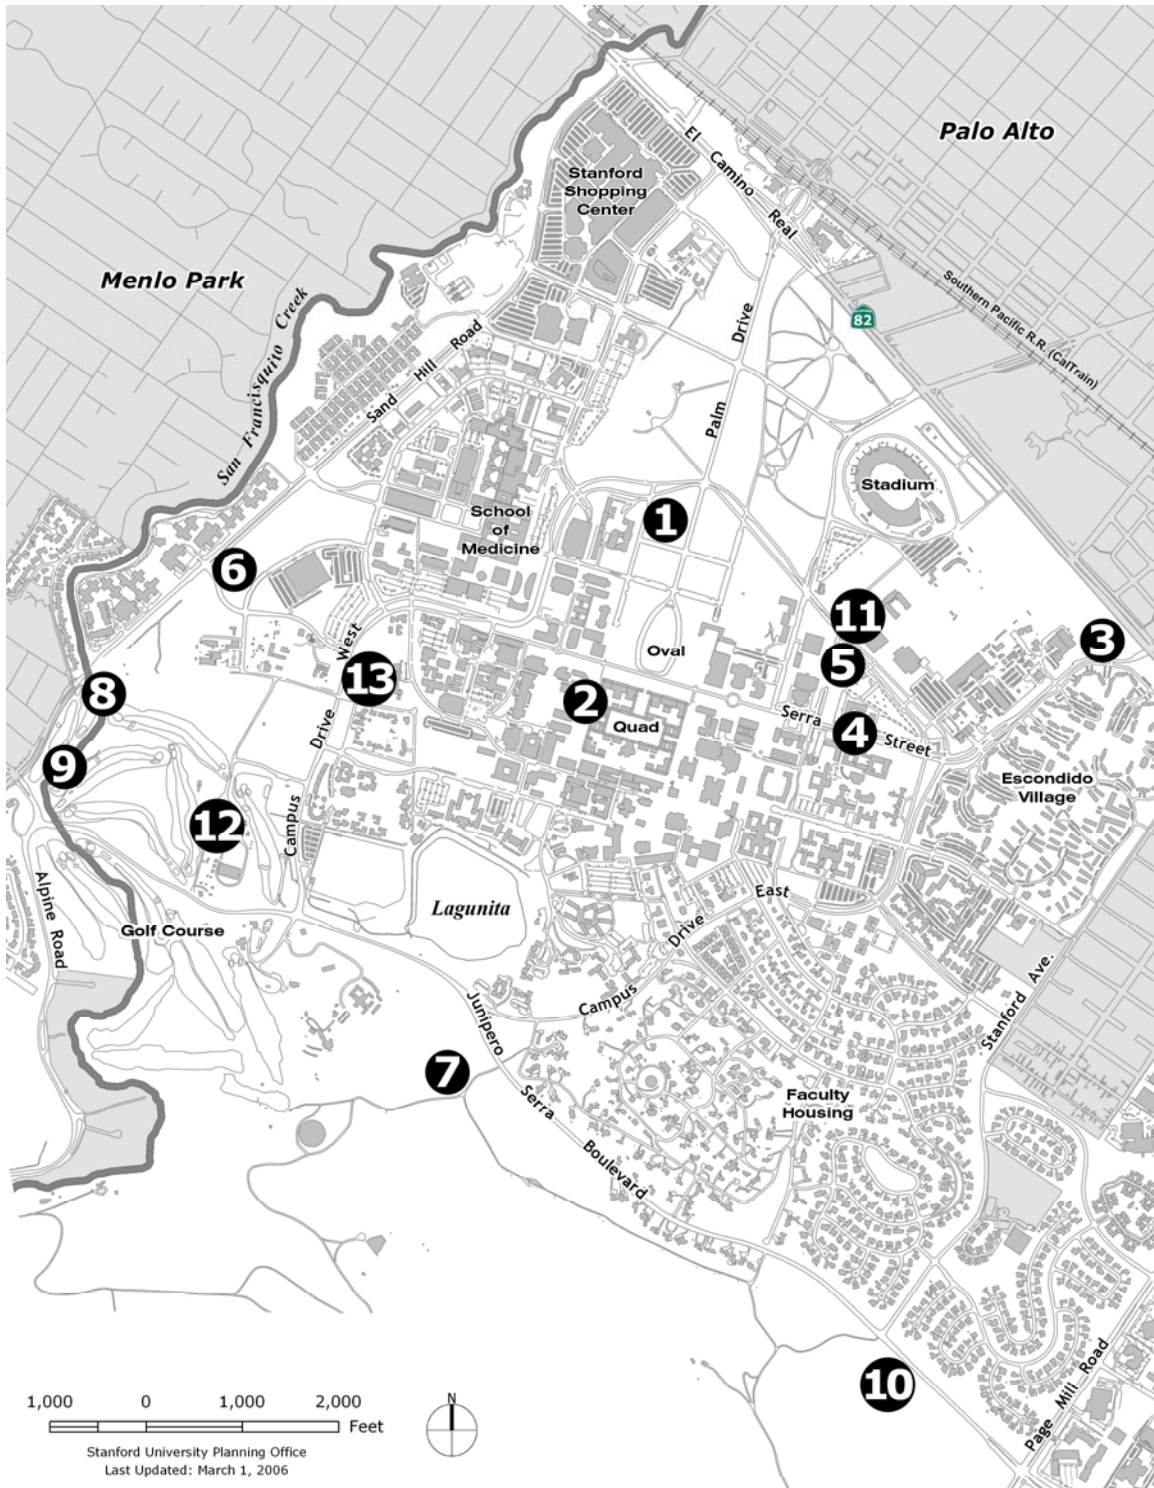 Palo Alto
El Camino Real
Stanford
Shopping
Center
Menlo Park
San Francisquito Creek
Southern Pacific R.R. (CalTrain)
82
Palm Drive
Sand Hill Road
Stadium
School
of
Medicine
1
6
11
3
West
Oval
5
8
13
2
Quad
Serra Street
4
9
Drive
Escondido
Village
12
Campus
East
Alpine Road
Lagunita
Drive
Golf Course
Campus
Stanford Ave.
Junipero
7
Serra
Faculty
Housing
Boulevard
10
Page Mill Road
1,000 0 1,000 2,000
Feet
N
Stanford University Planning Office
Last Updated: March 1, 2006